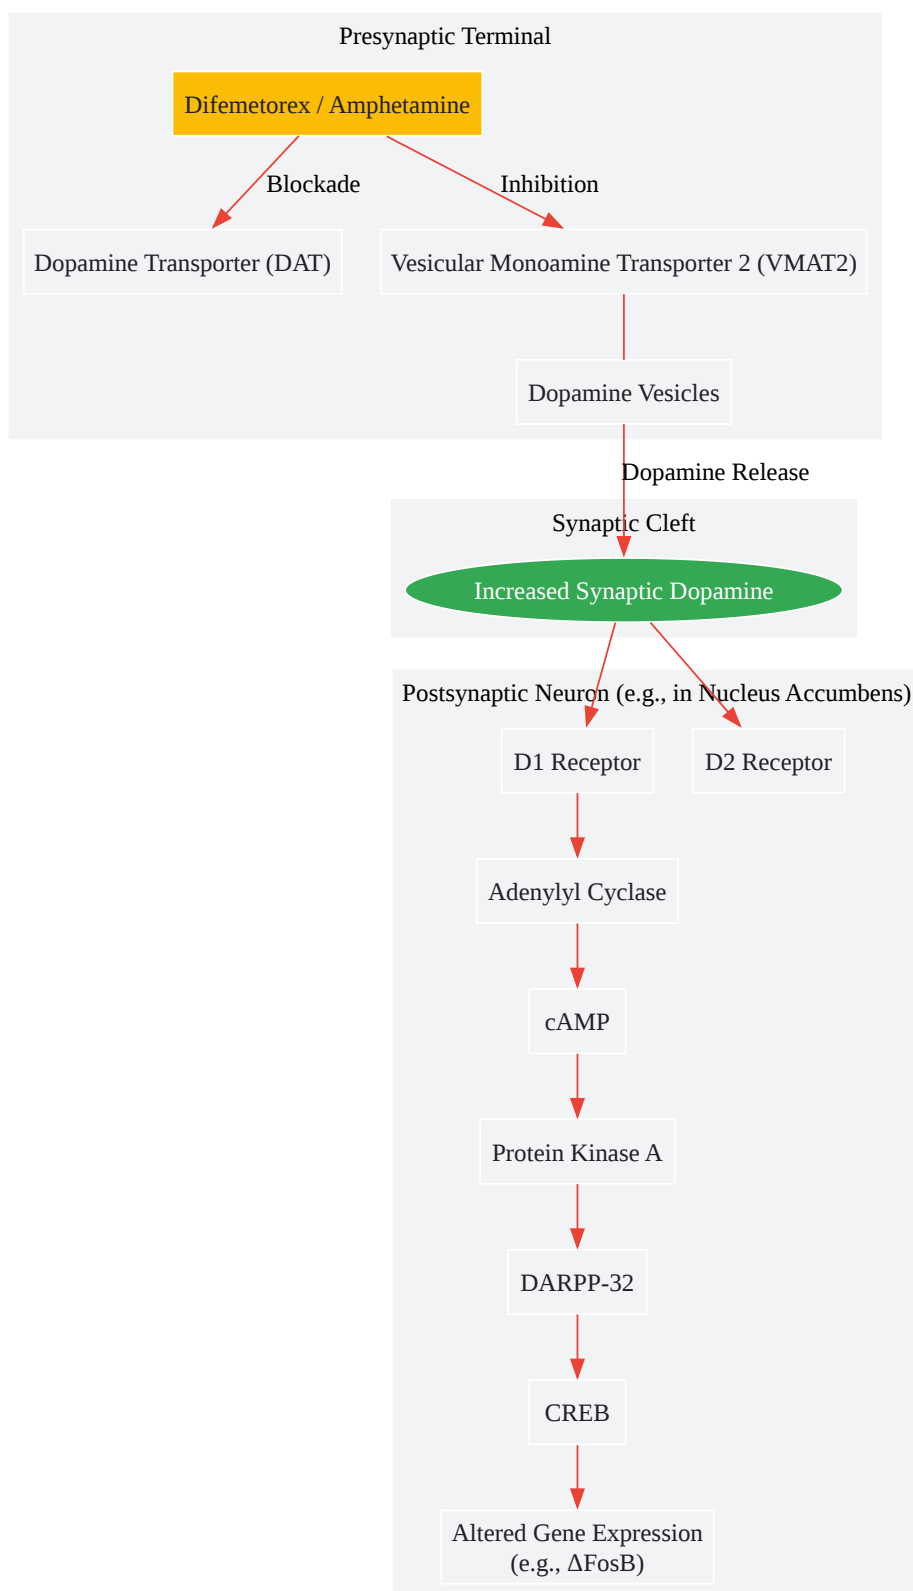 Presynaptic Terminal
Difemetorex / Amphetamine
Blockade
Inhibition
Dopamine Transporter (DAT)
Vesicular Monoamine Transporter 2 (VMAT2)
Dopamine Vesicles
Dopamine Release
Synaptic Cleft
Increased Synaptic Dopamine
Postsynaptic Neuron (e.g., in Nucleus Accumbens)
D1 Receptor
D2 Receptor
Adenylyl Cyclase
cAMP
Protein Kinase A
DARPP-32
CREB
Altered Gene Expression
(e.g., ΔFosB)